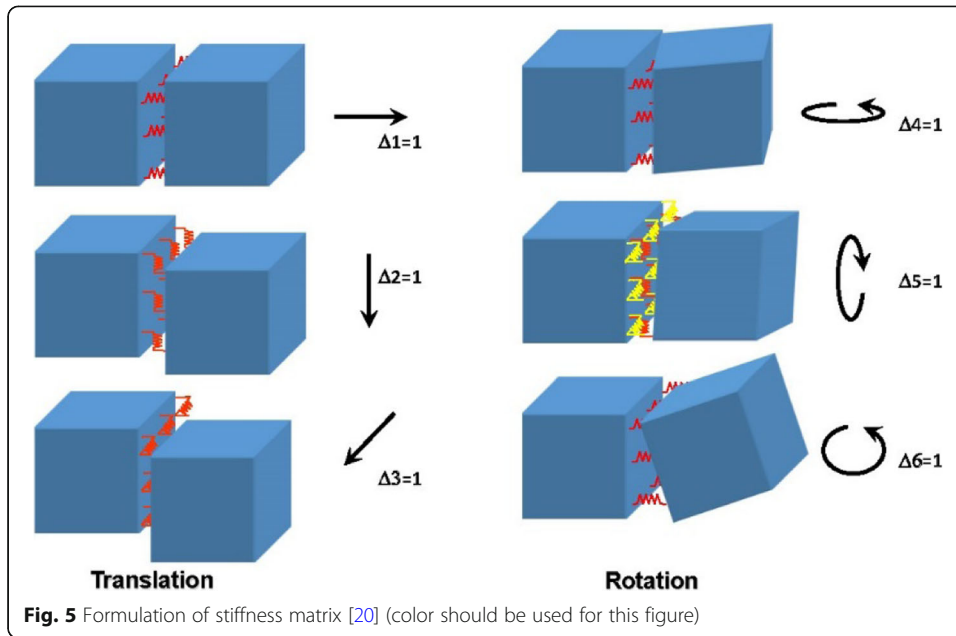 Δ1=1
Δ2=1
Δ3=1
Translation
Δ4=1
Δ5=1
Δ6=1
Rotation
Fig. 5 Formulation of stiffness matrix [20] (color should be used for this figure)